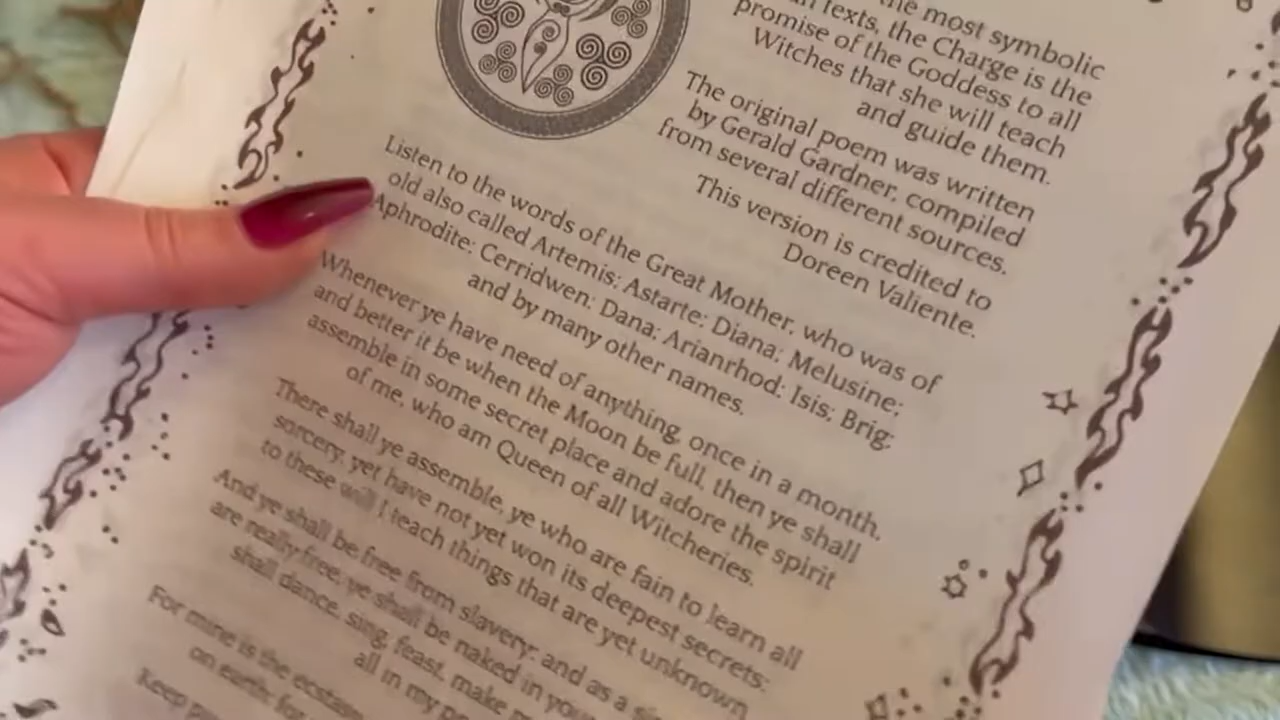 the most symbolic
texts, the Charge is the
promise of the Goddess to all
Witches that she will teach
and guide them.
The original poem was written
by Gerald Gardner, compiled
from several different sources.
This version is credited to
Doreen Valiente.
Listen to the words of the Great Mother, who was of
old also called Artemis; Astarte; Diana; Melusine;
Aphrodite; Cerridwen; Dana; Arianrhod; Isis; Brig;
and by many other names.
Whenever ye have need of anything, once in a month,
and better it be when the Moon be full, then ye shall
assemble in some secret place and adore the spirit
of me, who am Queen of all Witcheries.
There shall ye assemble, ye who are fain to learn all
sorcery, yet have not yet won its deepest secrets:
to these will I teach things that are yet unknown
And ye shall be free from slavery; and as a
are really free, ye shall be naked in your
shall dance, sing, feast, make
all in my
For mine is the
on earth; for
Keep